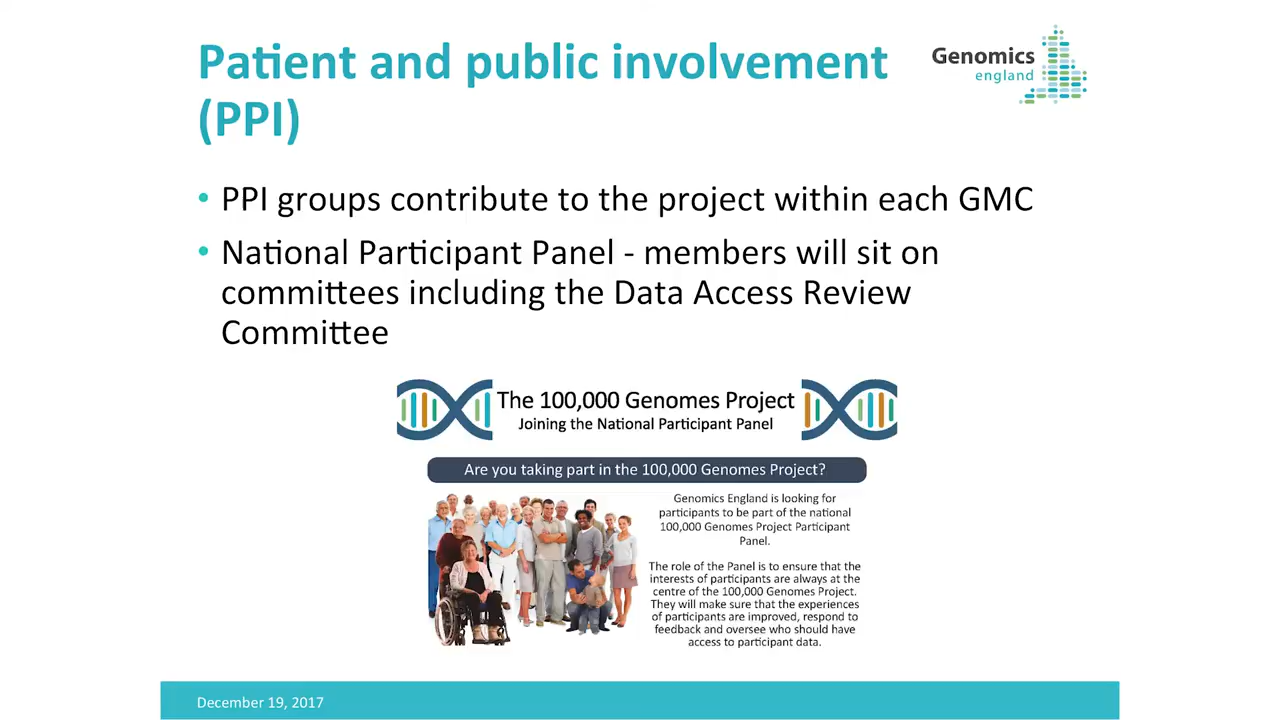 Patient and public involvement
(PPI)
Genomics
england
• PPI groups contribute to the project within each GMC
• National Participant Panel - members will sit on
committees including the Data Access Review
Committee
The 100,000 Genomes Project
Joining the National Participant Panel
Are you taking part in the 100,000 Genomes Project?
Genomics England is looking for
participants to be part of the national
100,000 Genomes Project Participant
Panel.
The role of the Panel is to ensure that the
interests of participants are always at the
centre of the 100,000 Genomes Project.
They will make sure that the experiences
of participants are improved, respond to
feedback and oversee who should have
access to participant data.
December 19, 2017